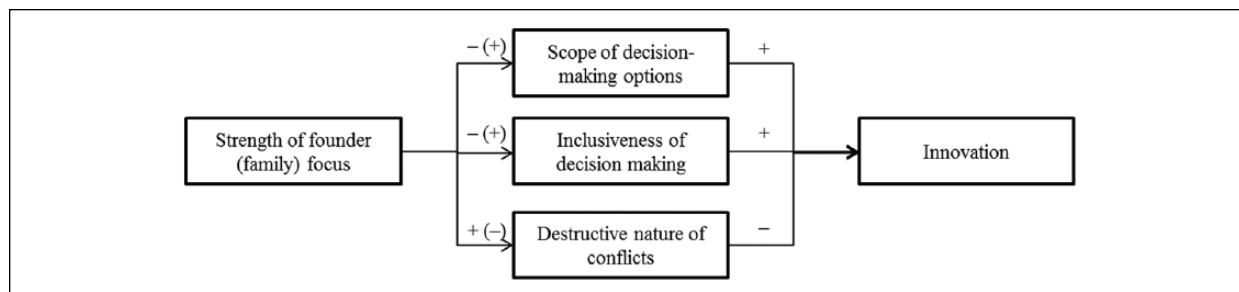 – (+)
Scope of decision-
making options
+
Strength of founder
(family) focus
– (+)
Inclusiveness of
decision making
+
Innovation
+ (–)
Destructive nature of
conflicts
–